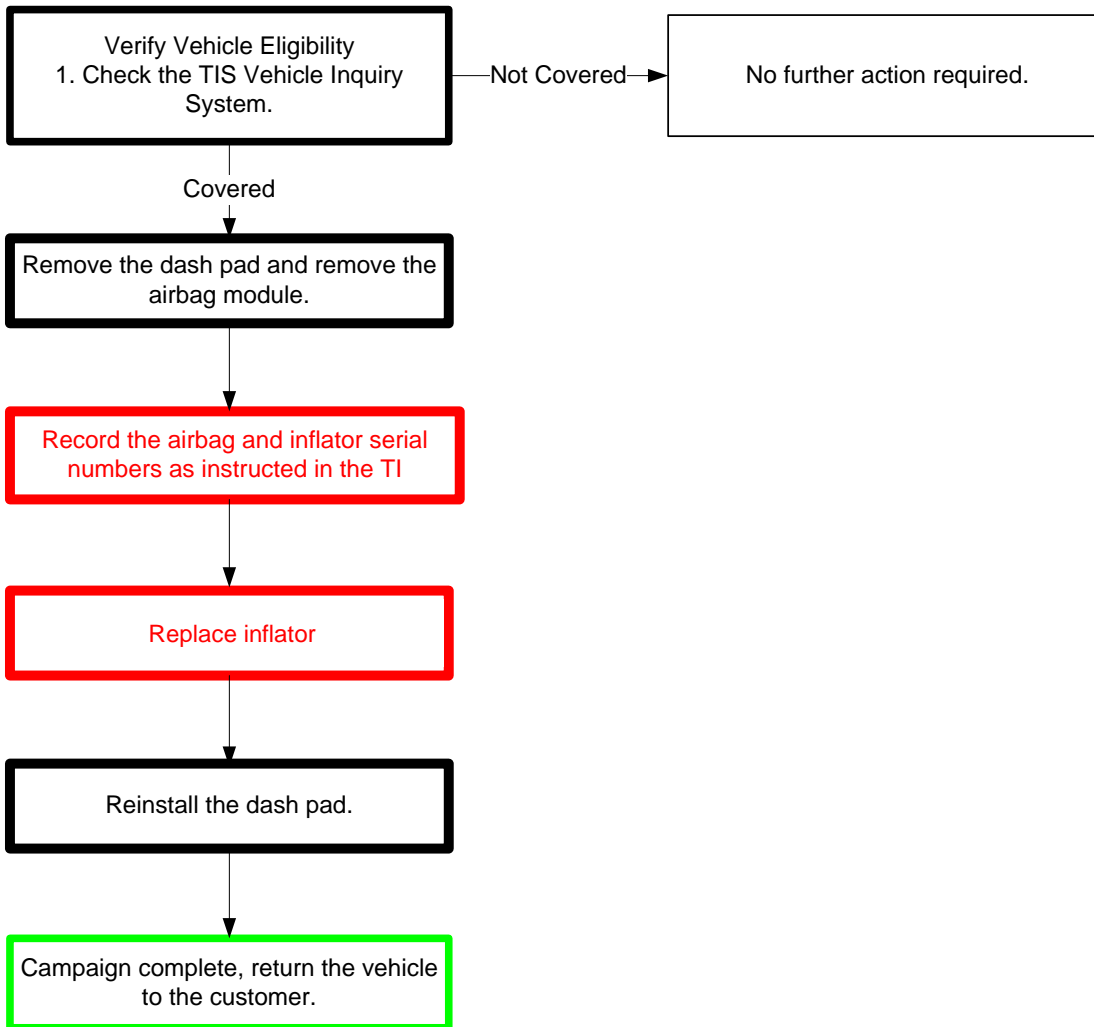 Verify Vehicle Eligibility
1. Check the TIS Vehicle Inquiry
System.
Not Covered
No further action required.
Covered
Remove the dash pad and remove the
airbag module.
Record the airbag and inflator serial
numbers as instructed in the TI
Replace inflator
Reinstall the dash pad.
Campaign complete, return the vehicle
to the customer.